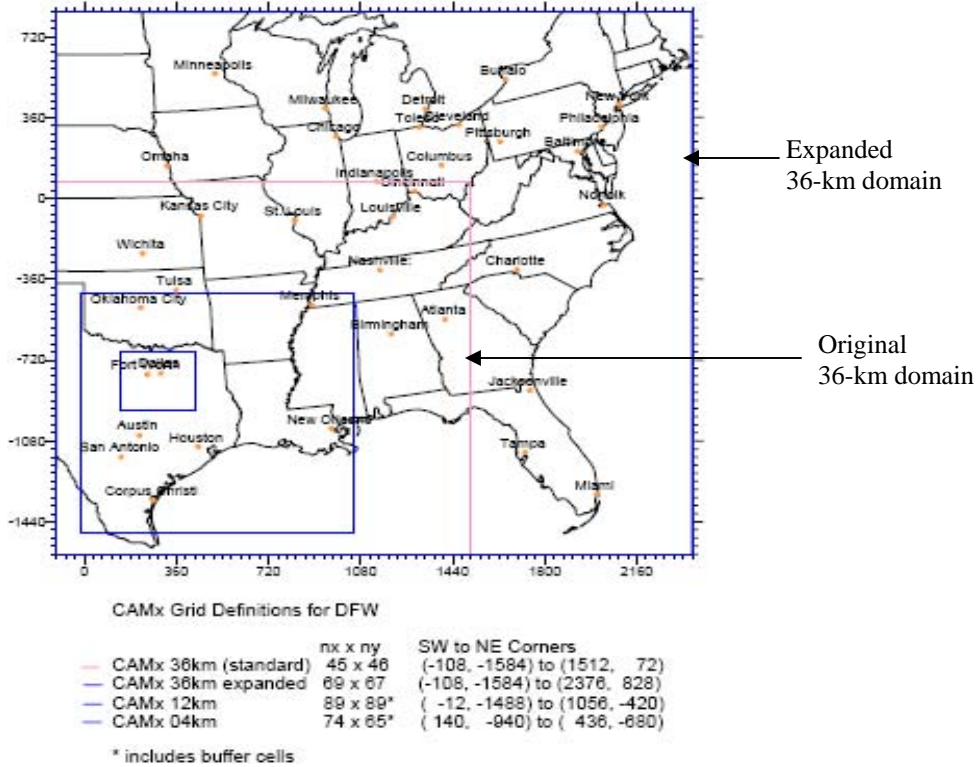 720
360
0
-360
-720
-1080
-1440
0
360
720
1080
1440
1800
2160
Minneapolis
Buffalo
Milwaukee
Detroit
New York
Chicago
Toledo
Cleveland
Philadelphia
Pittsburgh
Baltimore
Omaha
Columbus
Indianapolis
Cincinnati
Kansas City
St. Louis
Louisville
Norfolk
Wichita
Nashville
Charlotte
Tulsa
Oklahoma City
Memphis
Birmingham
Atlanta
Fort Worth
Dallas
Jacksonville
Austin
New Orleans
San Antonio
Houston
Tampa
Corpus Christi
Miami
Expanded
36-km domain
Original
36-km domain
CAMx Grid Definitions for DFW
nx x ny SW to NE Corners
CAMx 36km (standard) 45 x 46 (-108, -1584) to (1512, 72)
CAMx 36km expanded 69 x 67 (-108, -1584) to (2376, 828)
CAMx 12km 89 x 89* ( -12, -1488) to (1056, -420)
CAMx 04km 74 x 65* ( 140, -940) to ( 436, -680)
* includes buffer cells